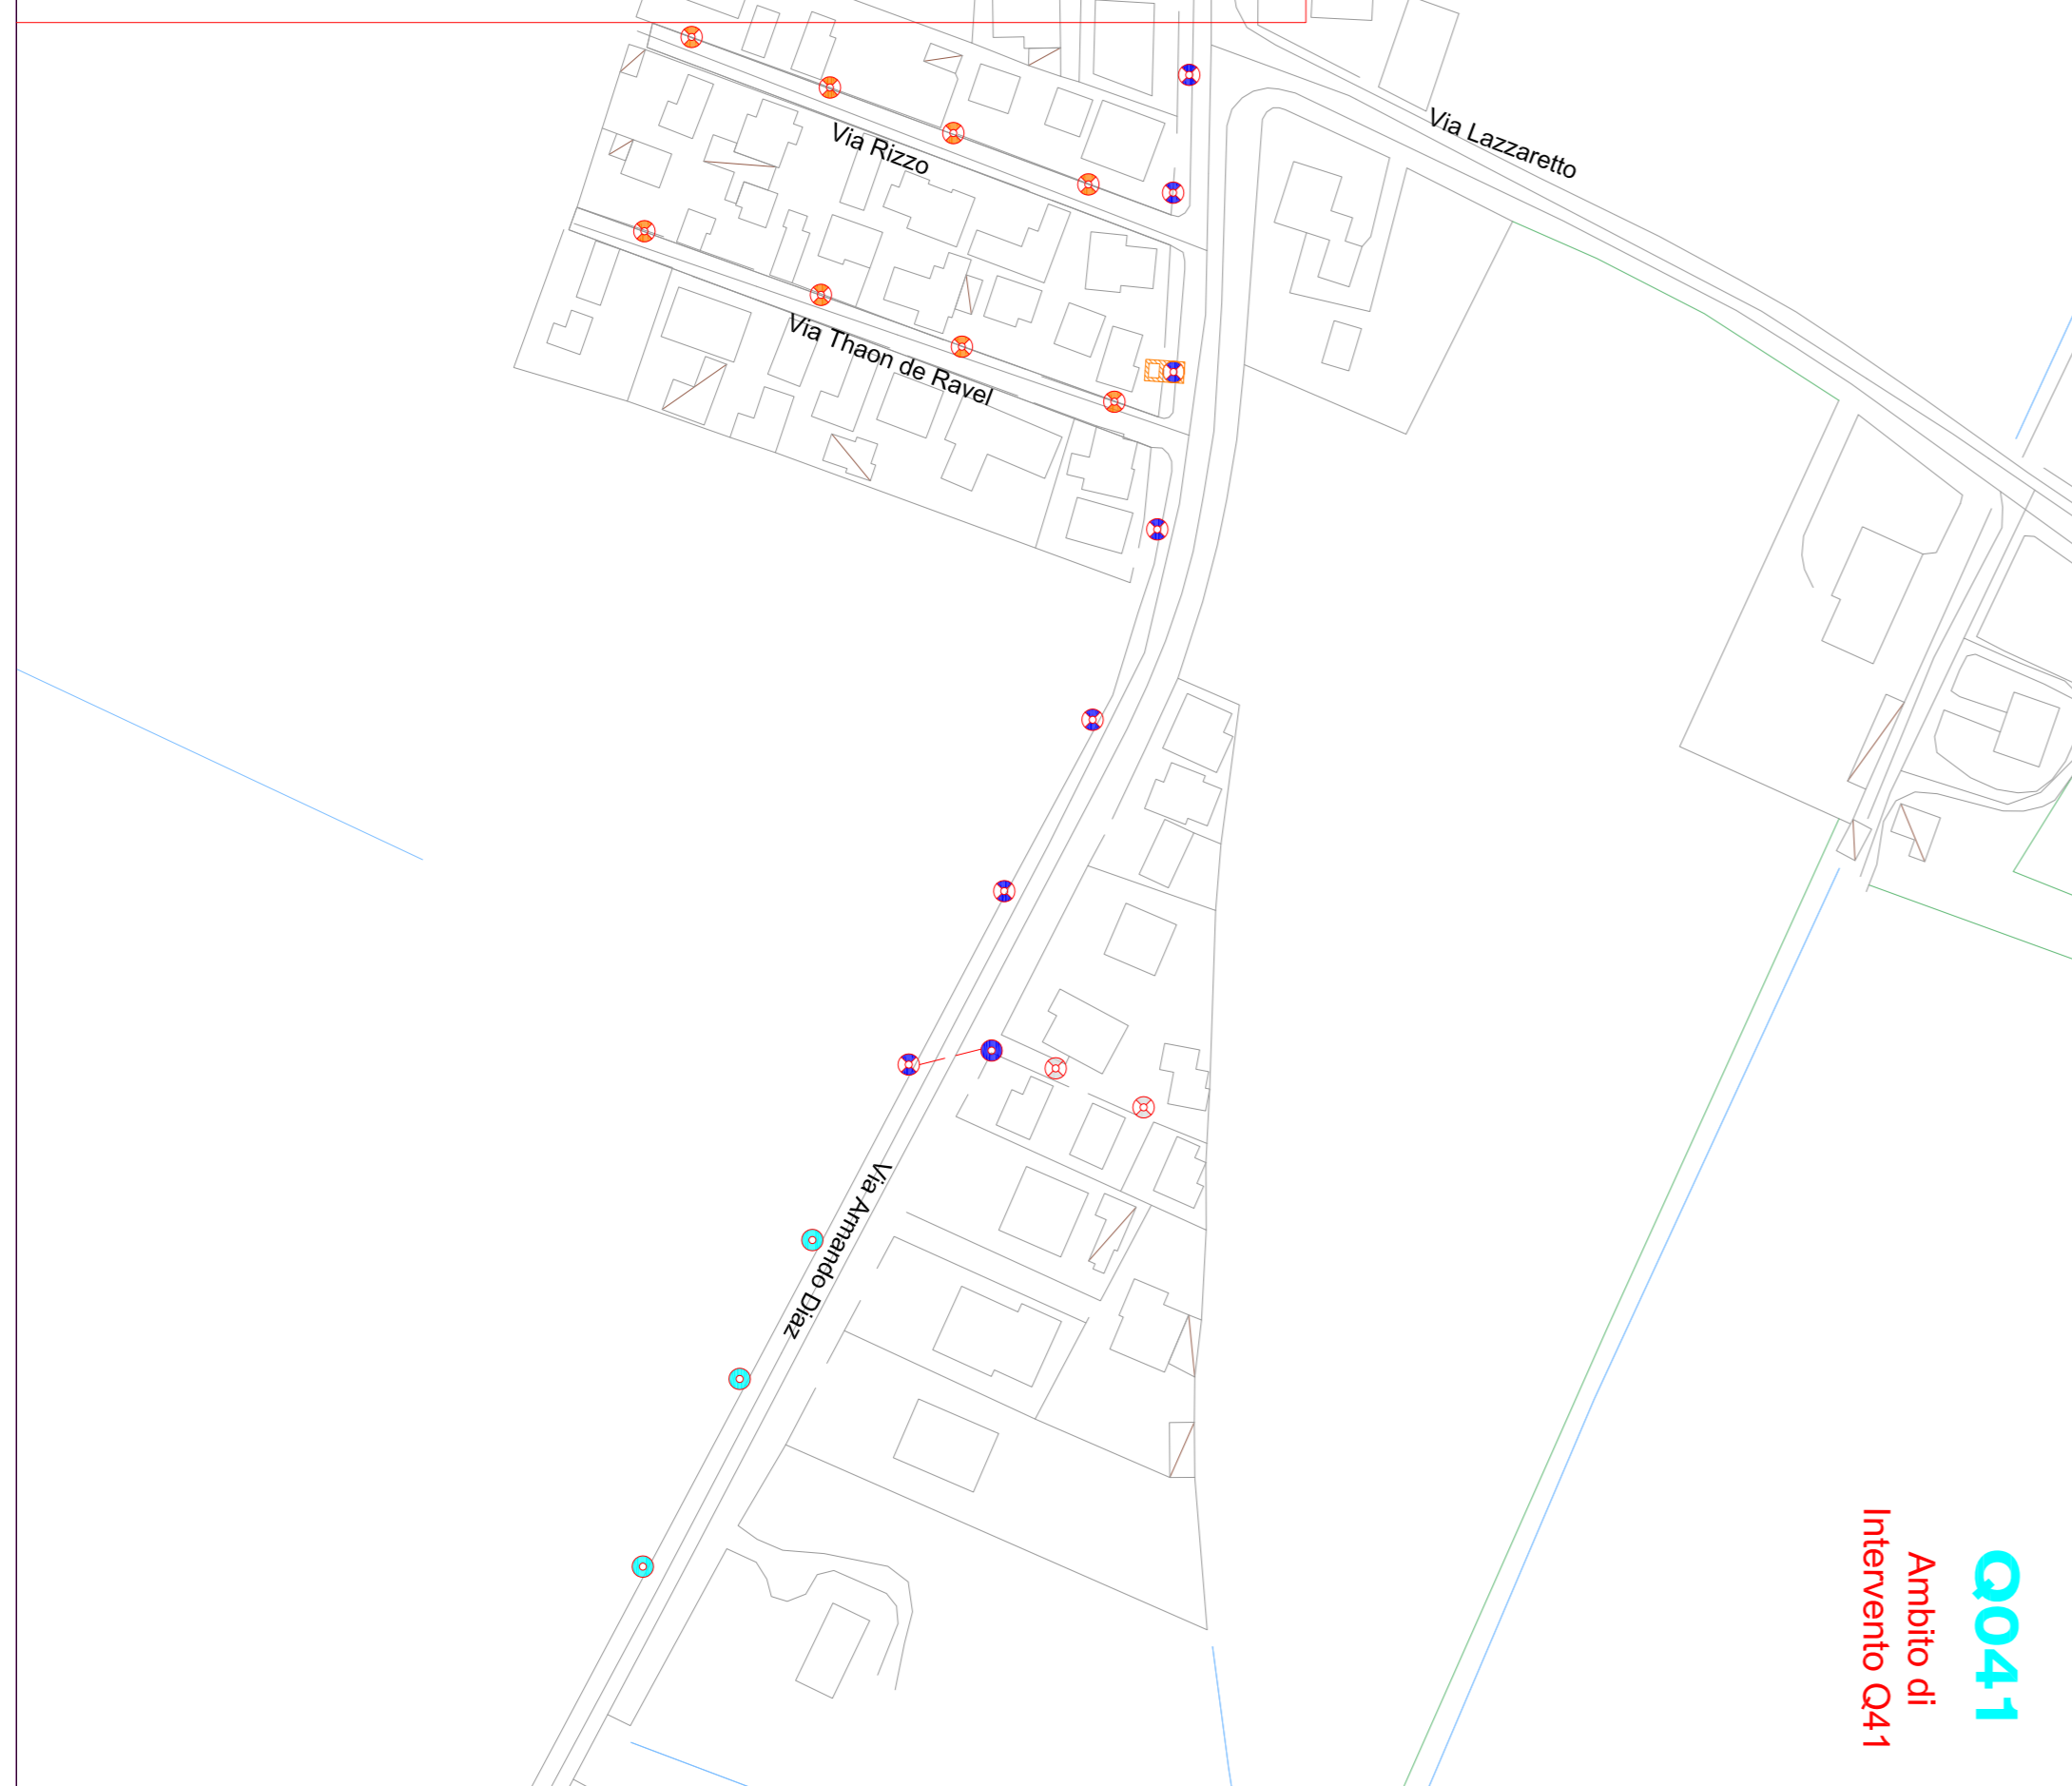 Via Lazzaretto
Via Rizzo
Via Thaon de Ravel
Via Armando Diaz
Q041
Ambito di
Intervento Q41